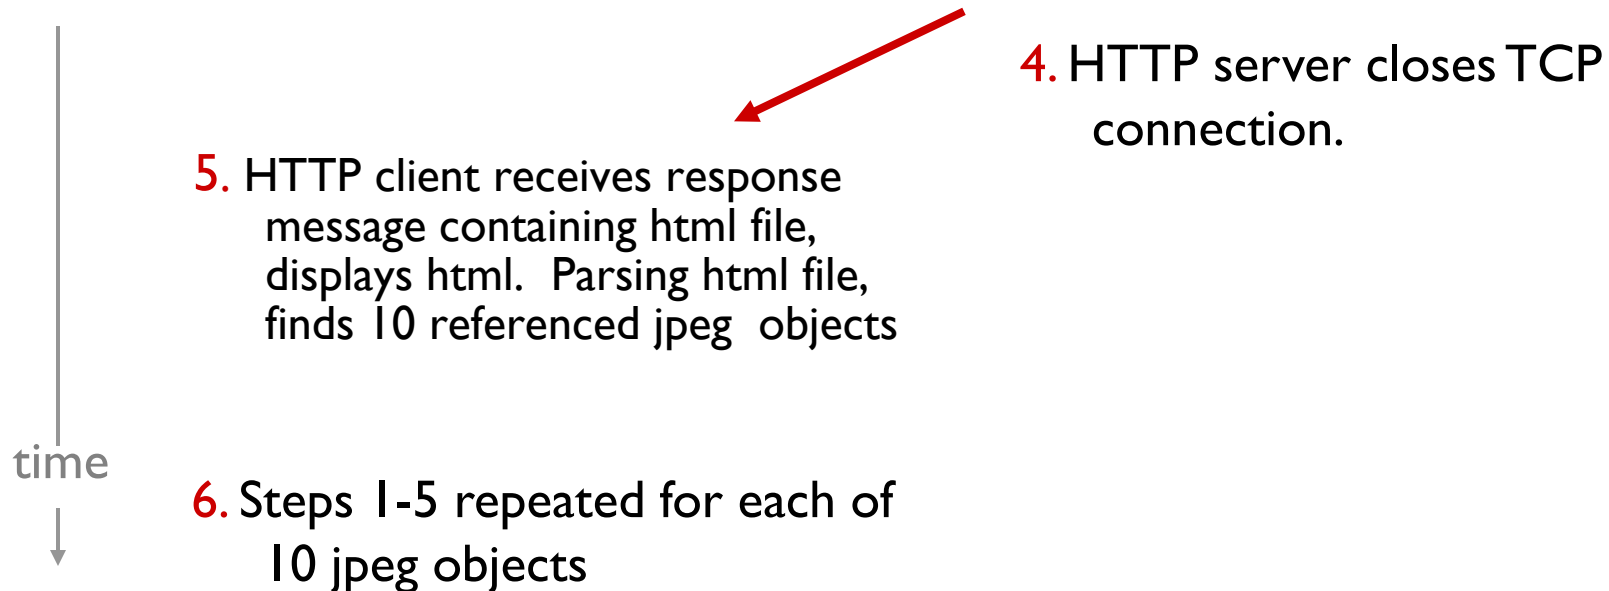 4. HTTP server closes TCP
connection.
5. HTTP client receives response
message containing html file,
displays html.  Parsing html file,
finds 10 referenced jpeg  objects
time
6. Steps 1-5 repeated for each of
10 jpeg objects